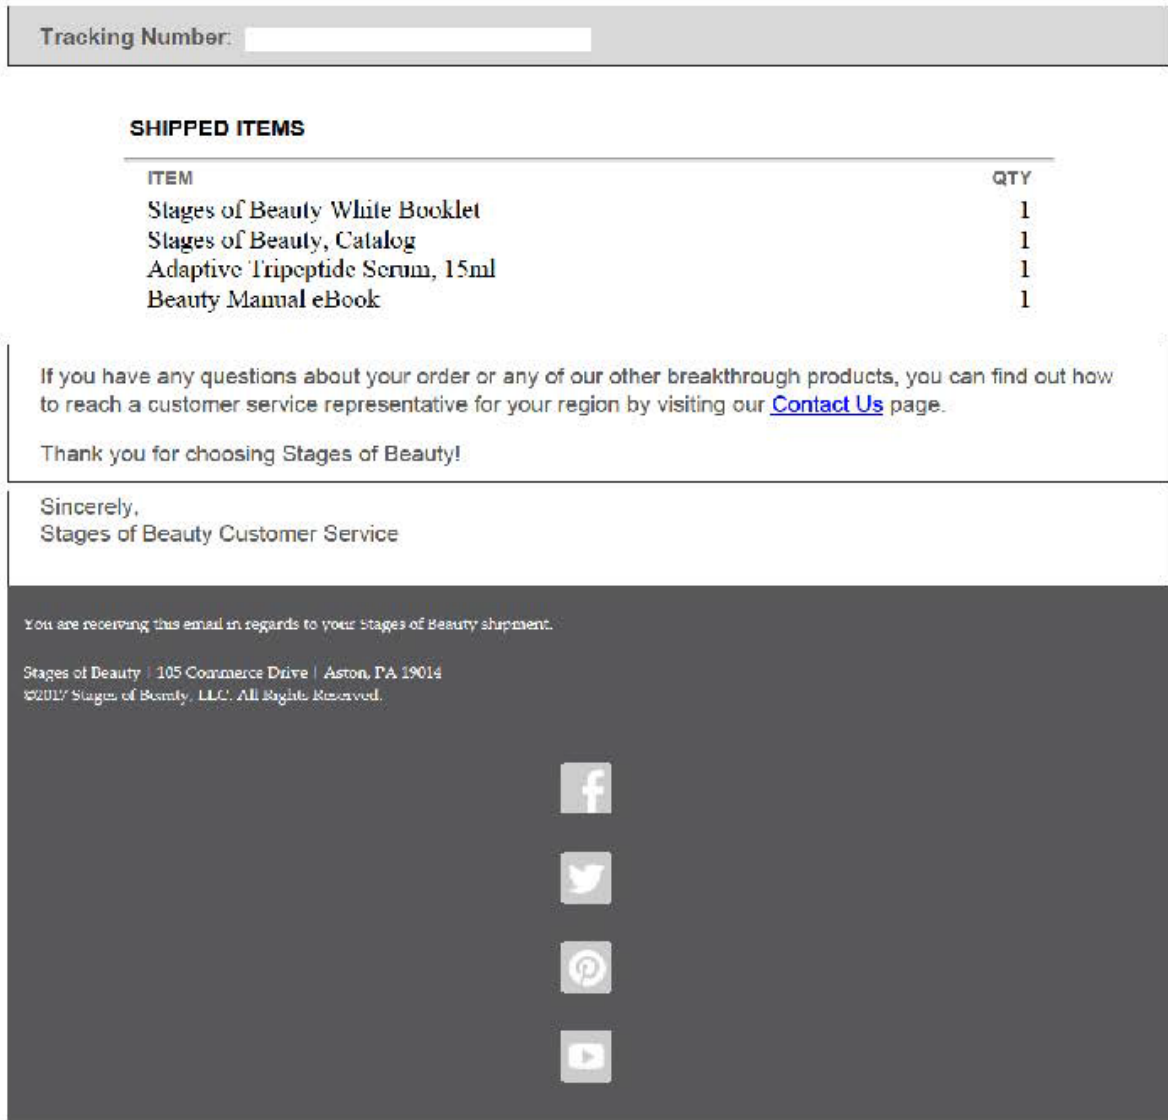 Tracking Number:
SHIPPED ITEMS
ITEM QTY
Stages of Beauty White Booklet 1
Stages of Beauty, Catalog 1
Adaptive Tripeptide Serum, 15ml 1
Beauty Manual eBook 1
If you have any questions about your order or any of our other breakthrough products, you can find out how
to reach a customer service representative for your region by visiting our Contact Us page.
Thank you for choosing Stages of Beauty!
Sincerely,
Stages of Beauty Customer Service
You are receiving this email in regards to your Stages of Beauty shipment.
Stages of Beauty | 105 Commerce Drive | Aston, PA 19014
©2017 Stages of Beauty, LLC. All Rights Reserved.